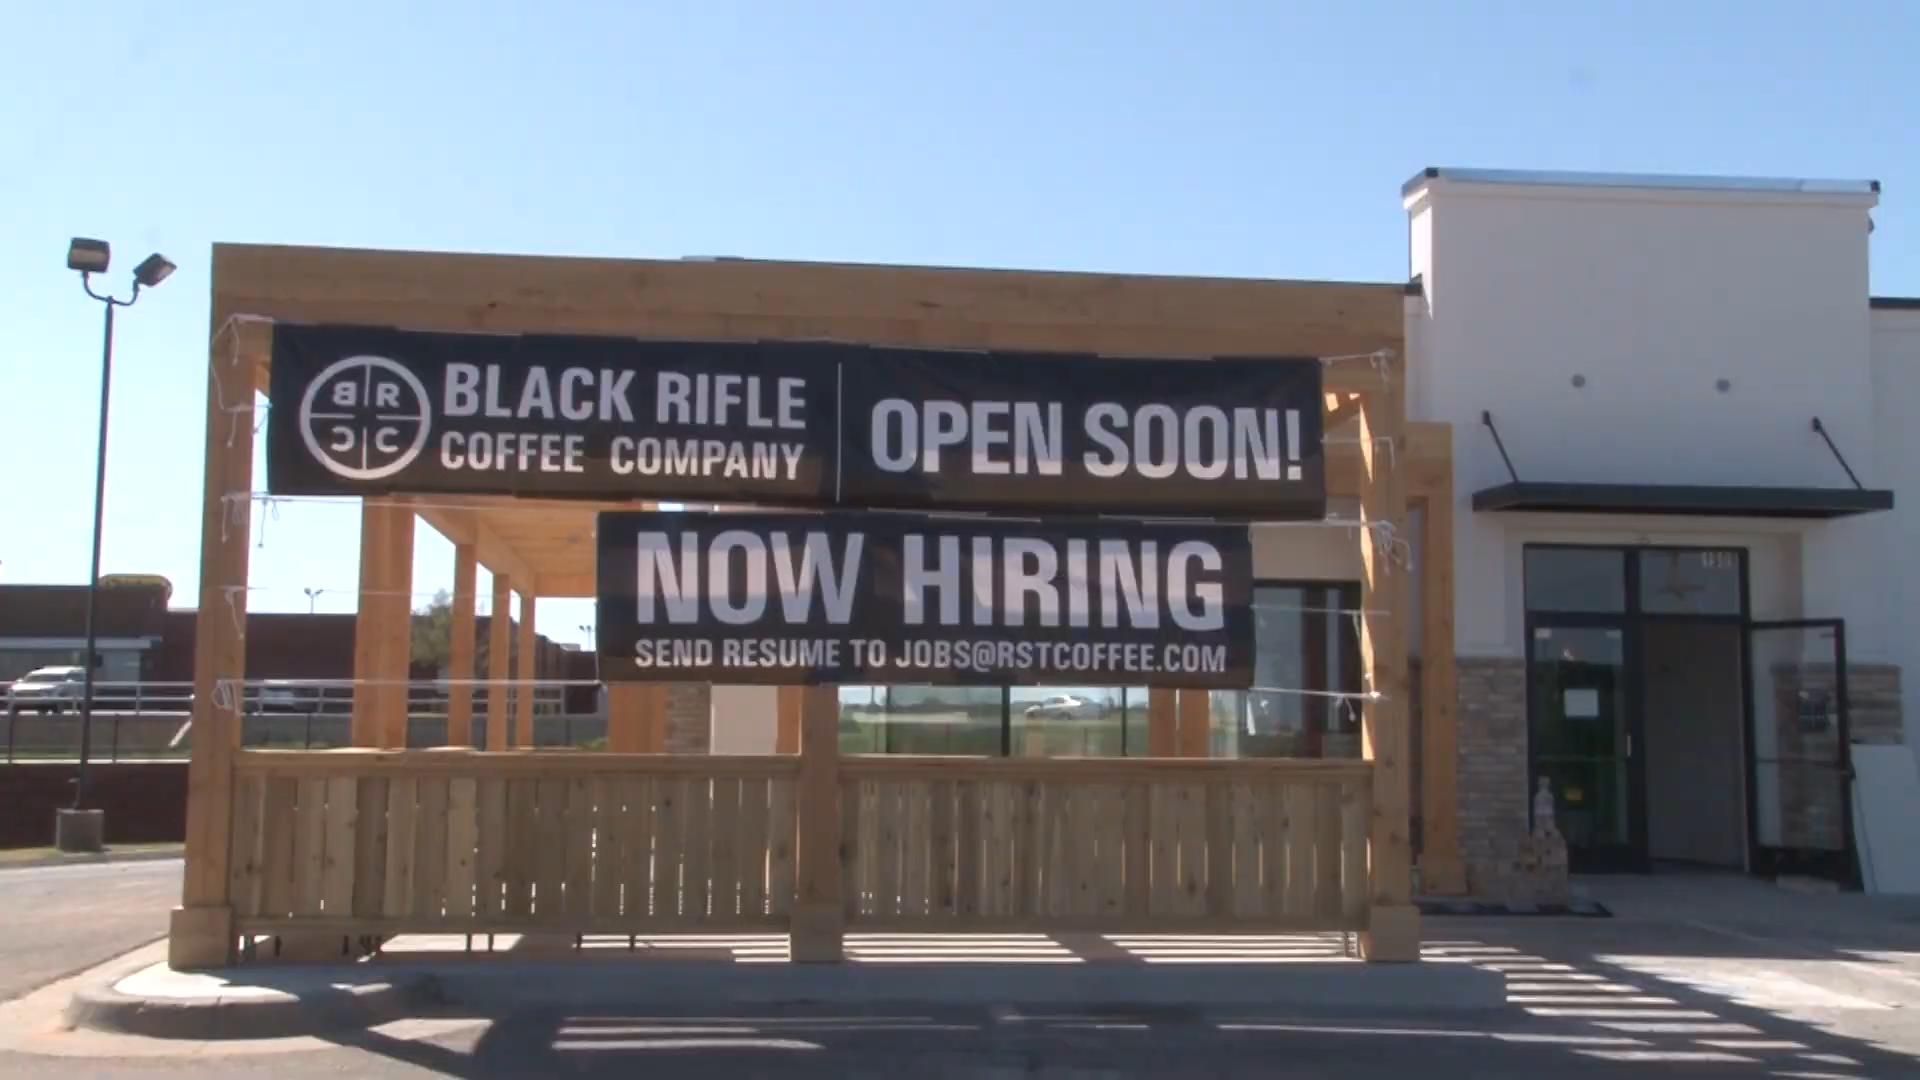 B R
C C
BLACK RIFLE
COFFEE COMPANY
OPEN SOON!
NOW HIRING
SEND RESUME TO JOBS@RSTCOFFEE.COM